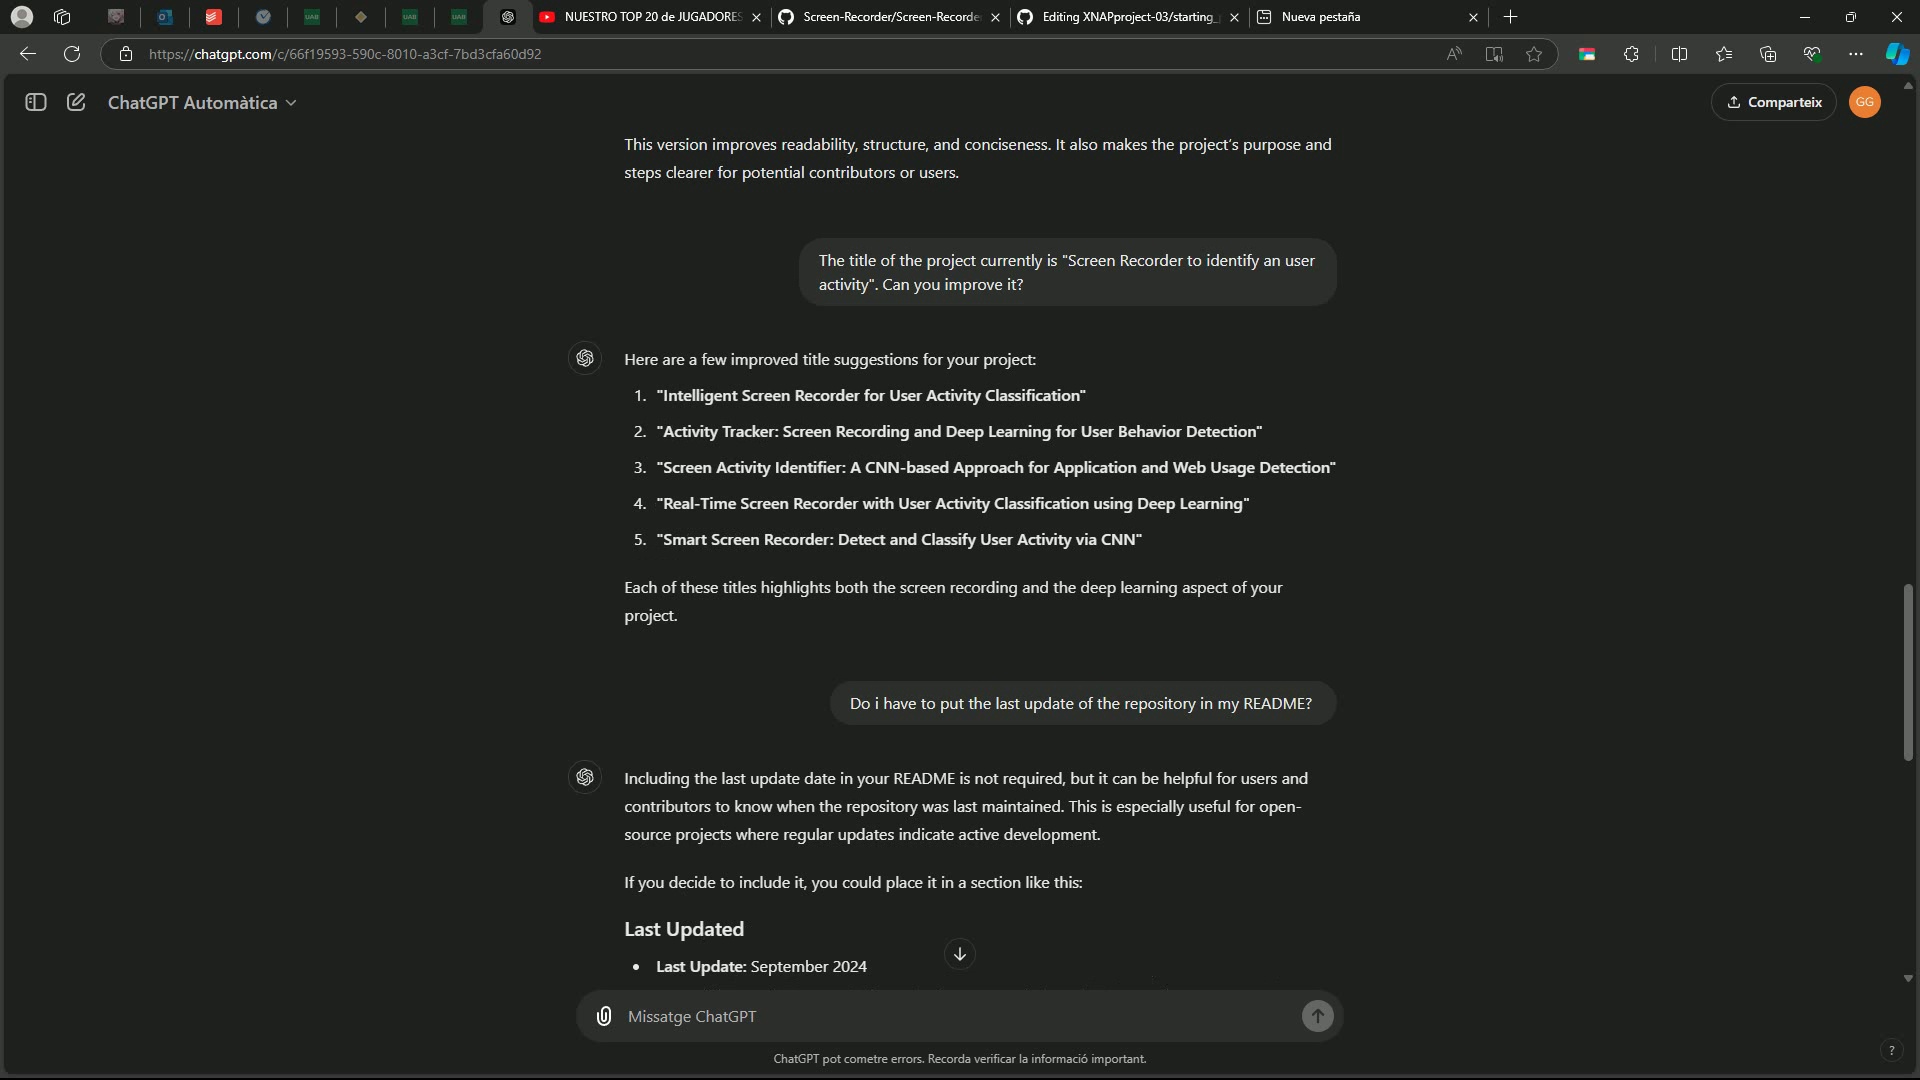 NUESTRO TOP 20 de JUGADORES
Screen-Recorder/Screen-Recorde
Editing XNAPproject-03/starting_
Nueva pestaña
https://chatgpt.com/c/66f19593-590c-8010-a3cf-7bd3cfa60d92
ChatGPT Automàtica
Comparteix
GG
This version improves readability, structure, and conciseness. It also makes the project's purpose and
steps clearer for potential contributors or users.
The title of the project currently is "Screen Recorder to identify an user
activity". Can you improve it?
Here are a few improved title suggestions for your project:
1. "Intelligent Screen Recorder for User Activity Classification"
2. "Activity Tracker: Screen Recording and Deep Learning for User Behavior Detection"
3. "Screen Activity Identifier: A CNN-based Approach for Application and Web Usage Detection"
4. "Real-Time Screen Recorder with User Activity Classification using Deep Learning"
5. "Smart Screen Recorder: Detect and Classify User Activity via CNN"
Each of these titles highlights both the screen recording and the deep learning aspect of your
project.
Do i have to put the last update of the repository in my README?
Including the last update date in your README is not required, but it can be helpful for users and
contributors to know when the repository was last maintained. This is especially useful for open-
source projects where regular updates indicate active development.
If you decide to include it, you could place it in a section like this:
Last Updated
• Last Update: September 2024
Missatge ChatGPT
ChatGPT pot cometre errors. Recorda verificar la informació important.
?